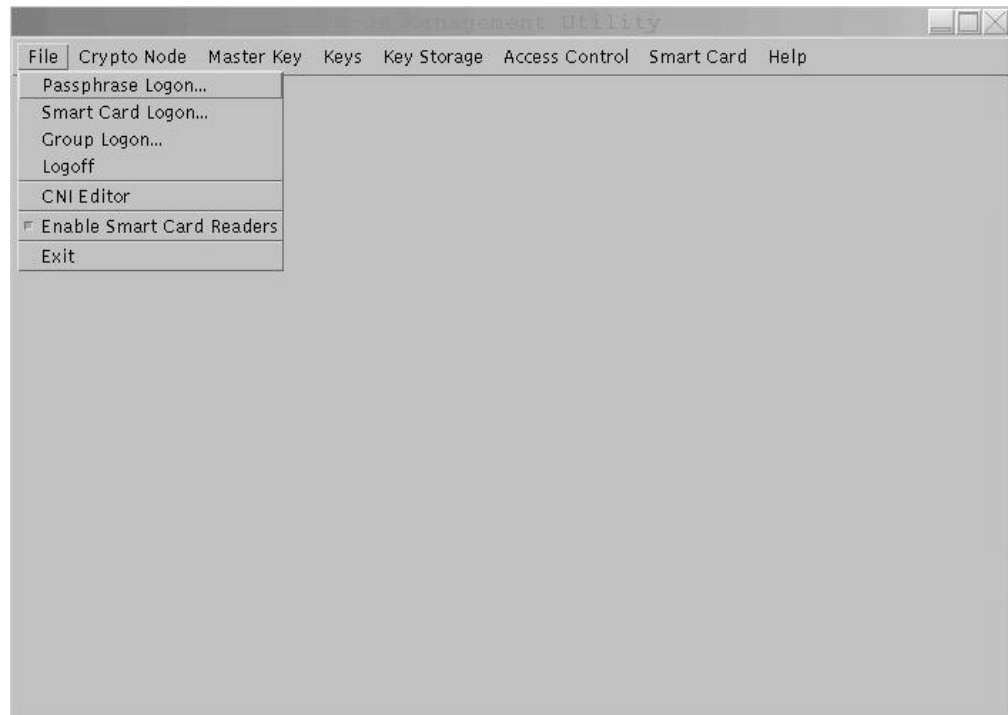 Management Utility
File Crypto Node Master Key Keys Key Storage Access Control Smart Card Help
Passphrase Logon...
Smart Card Logon...
Group Logon...
Logoff
CNI Editor
Enable Smart Card Readers
Exit